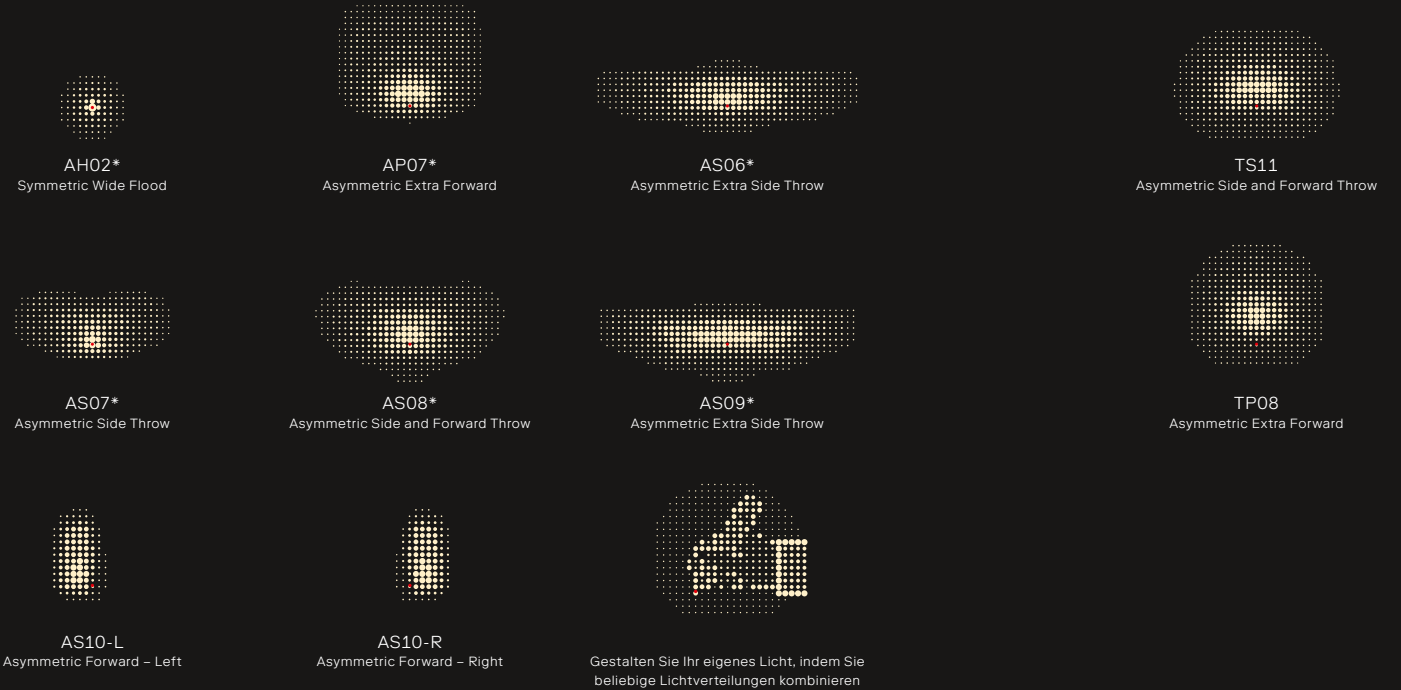 AH02*
Symmetric Wide Flood
AP07*
Asymmetric Extra Forward
AS06*
Asymmetric Extra Side Throw
TS11
Asymmetric Side and Forward Throw
AS07*
Asymmetric Side Throw
AS08*
Asymmetric Side and Forward Throw
AS09*
Asymmetric Extra Side Throw
TP08
Asymmetric Extra Forward
AS10-L
Asymmetric Forward – Left
AS10-R
Asymmetric Forward – Right
Gestalten Sie Ihr eigenes Licht, indem Sie
beliebige Lichtverteilungen kombinieren